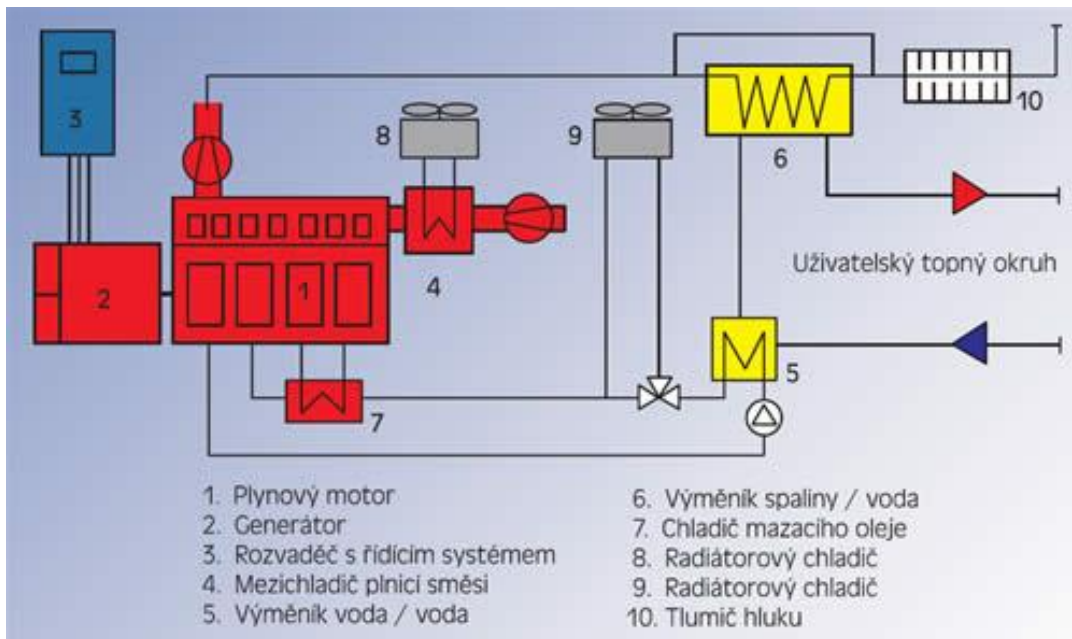 3
8
9
10
6
Uživatelský topný okruh
2
1
4
5
7
1. Plynový motor
2. Generátor
3. Rozvaděč s řídícím systémem
4. Mezichladič plnicí směsi
5. Výměník voda / voda
6. Výměník spaliny / voda
7. Chladič mazacího oleje
8. Radiátorový chladič
9. Radiátorový chladič
10. Tlumič hluku